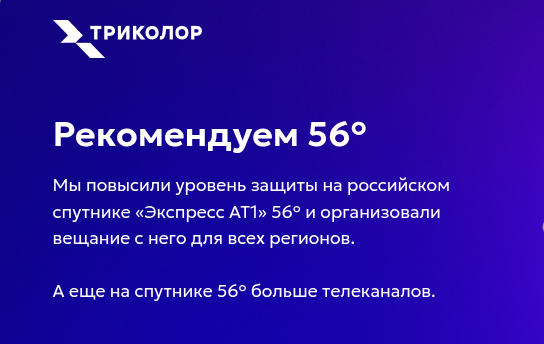 ТРИКОЛОР
Рекомендуем 56°
Мы повысили уровень защиты на российском
спутнике «Экспресс АТ1» 56° и организовали
вещание с него для всех регионов.
А еще на спутнике 56° больше телеканалов.